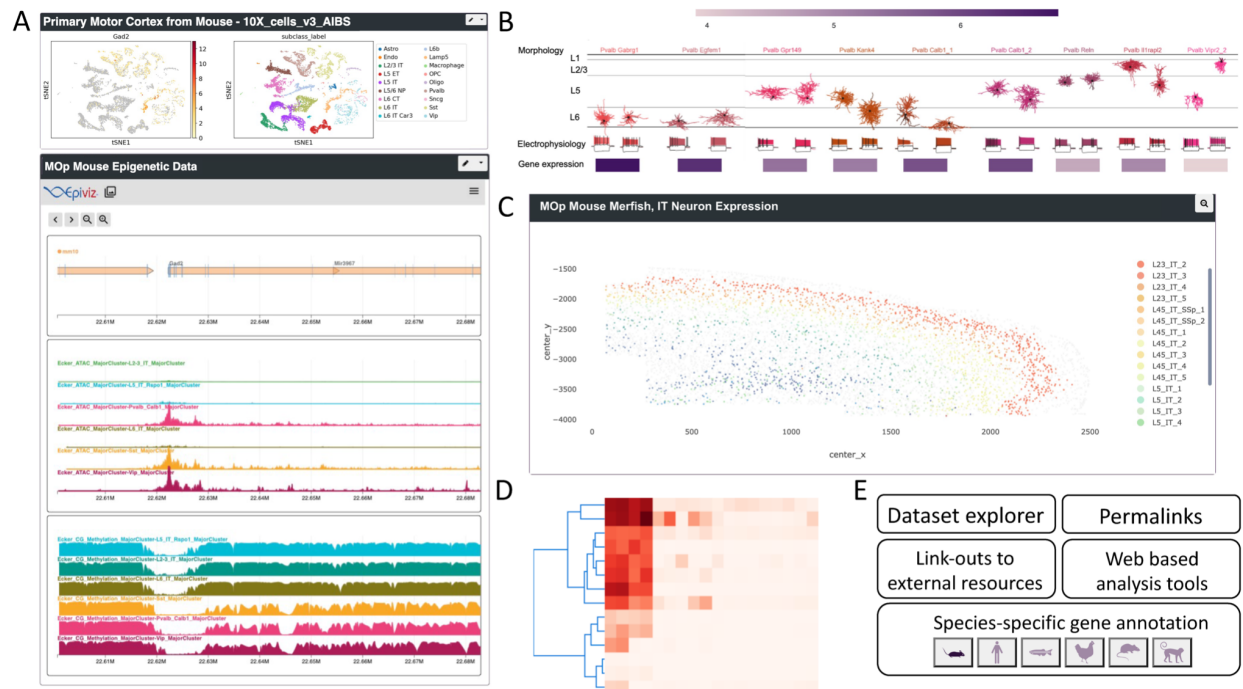 A
Primary Motor Cortex from Mouse - 10X_cells_v3_AIBS
Gad2
subclass_label
tSNE2
tSNE1
12
10
8
6
4
2
0
tSNE2
tSNE1
Astro
Endo
L2/3 IT
L5 ET
L5 IT
L5/6 NP
L6 CT
L6 IT
L6 IT Car3
L6b
Lamp5
Macrophage
OPC
Oligo
Pvalb
Sncg
Sst
Vip
MOp Mouse Epigenetic Data
Epiviz
mm10
Gad2
Mir3967
22.61M 22.62M 22.63M 22.64M 22.65M 22.66M 22.67M 22.68M
Ecker_ATAC_MajorCluster-L2-3_IT_MajorCluster
Ecker_ATAC_MajorCluster-L5_IT_Rspo1_MajorCluster
Ecker_ATAC_MajorCluster-Pvalb_Calb1_MajorCluster
Ecker_ATAC_MajorCluster-L6_IT_MajorCluster
Ecker_ATAC_MajorCluster-Sst_MajorCluster
Ecker_ATAC_MajorCluster-Vip_MajorCluster
22.61M 22.62M 22.63M 22.64M 22.65M 22.66M 22.67M 22.68M
Ecker_CG_Methylation_MajorCluster-L5_IT_Rspo1_MajorCluster
Ecker_CG_Methylation_MajorCluster-L2-3_IT_MajorCluster
Ecker_CG_Methylation_MajorCluster-L6_IT_MajorCluster
Ecker_CG_Methylation_MajorCluster-Sst_MajorCluster
Ecker_CG_Methylation_MajorCluster-Pvalb_Calb1_MajorCluster
Ecker_CG_Methylation_MajorCluster-Vip_MajorCluster
22.61M 22.62M 22.63M 22.64M 22.65M 22.66M 22.67M 22.68M
B
4 5 6
Morphology Pvalb Gabrg1 Pvalb Egfem1 Pvalb Gpr149 Pvalb Kank4 Pvalb Calb1_1 Pvalb Calb1_2 Pvalb Reln Pvalb Il1rapl2 Pvalb Vipr2_2
L1
L2/3
L5
L6
Electrophysiology
Gene expression
C
MOp Mouse Merfish, IT Neuron Expression
center_y
−1500
−2000
−2500
−3000
−3500
−4000
0 500 1000 1500 2000 2500
center_x
L23_IT_2
L23_IT_3
L23_IT_4
L23_IT_5
L45_IT_SSp_1
L45_IT_SSp_2
L45_IT_1
L45_IT_2
L45_IT_3
L45_IT_4
L45_IT_5
L5_IT_1
L5_IT_2
L5_IT_3
L5_IT_4
D
E
Dataset explorer
Permalinks
Link-outs to
external resources
Web based
analysis tools
Species-specific gene annotation